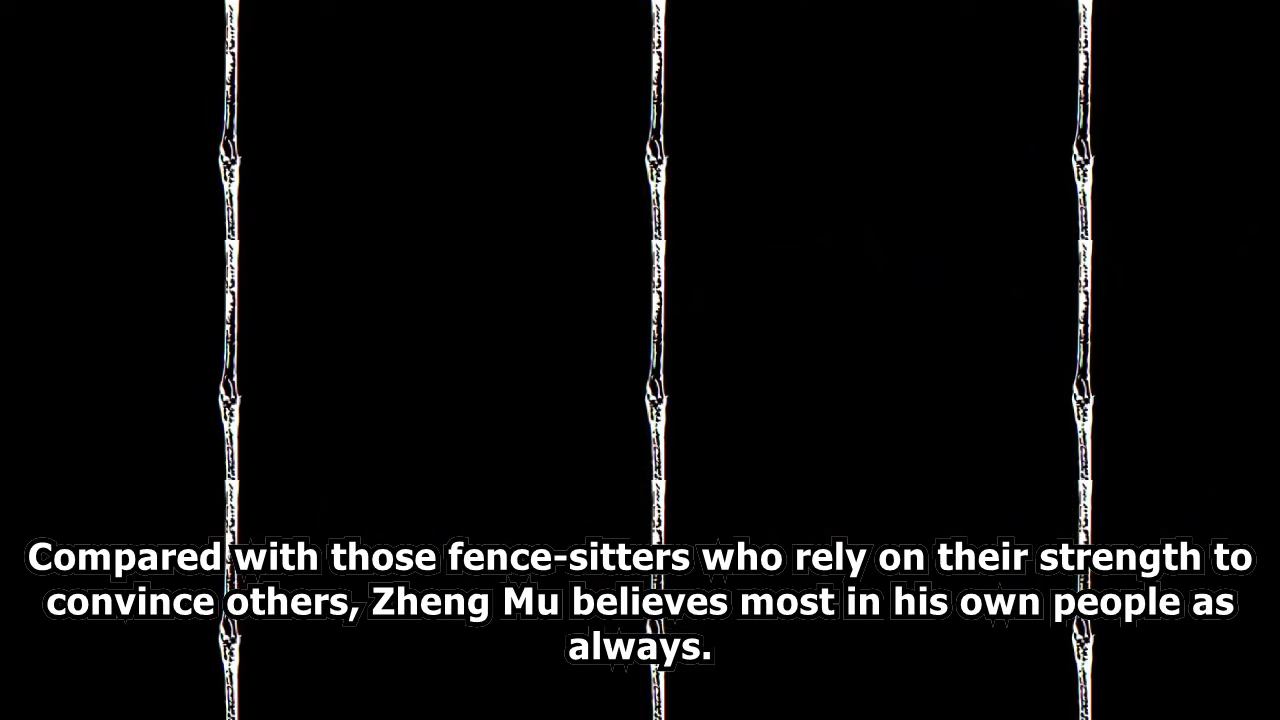 Compared with those fence-sitters who rely on their strength to
convince others, Zheng Mu believes most in his own people as
always.